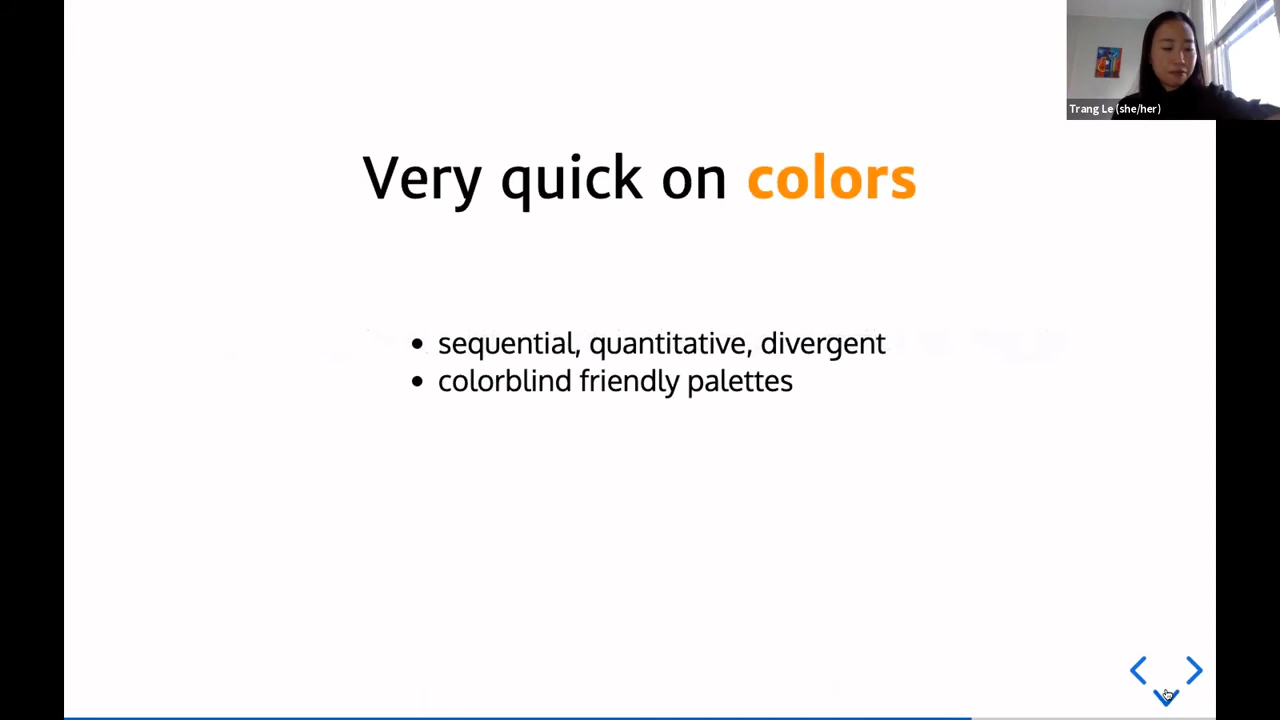 Trang Le (she/her)
Very quick on colors
• sequential, quantitative, divergent
• colorblind friendly palettes